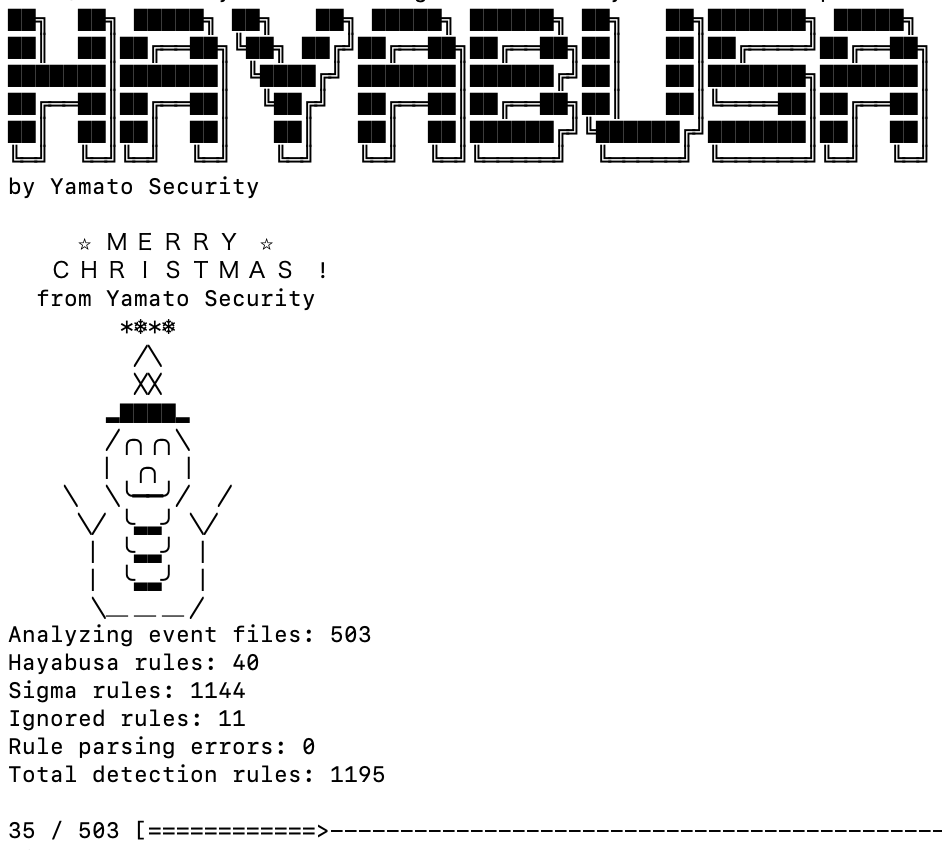 HAYABUSA
by Yamato Security
☆ M E R R Y ☆
C H R I S T M A S !
from Yamato Security
Analyzing event files: 503
Hayabusa rules: 40
Sigma rules: 1144
Ignored rules: 11
Rule parsing errors: 0
Total detection rules: 1195
35 / 503 [============>--------------------------------------------